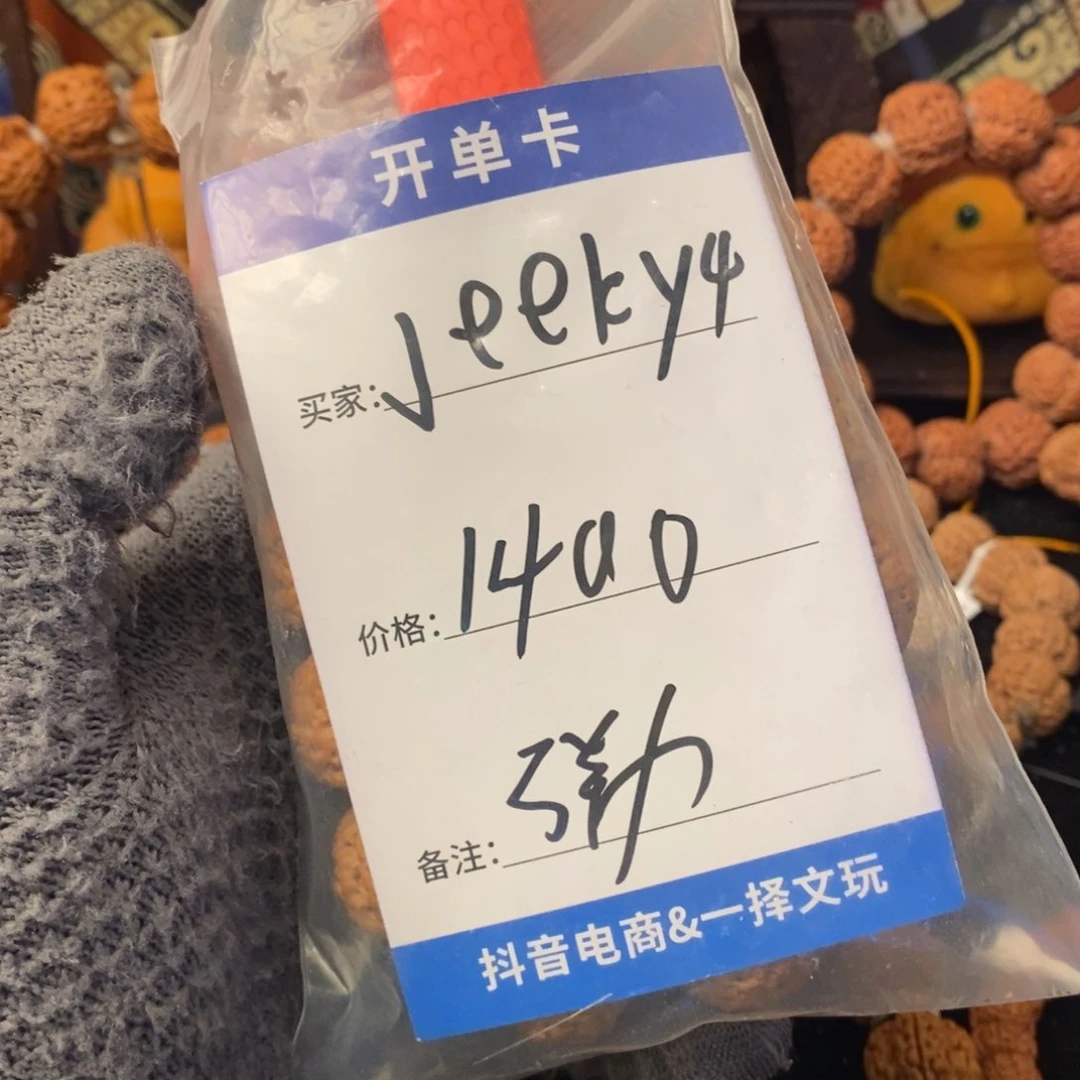 开单卡
买家: Jeeky4
价格: 1400
备注:
抖音电商&一择文玩